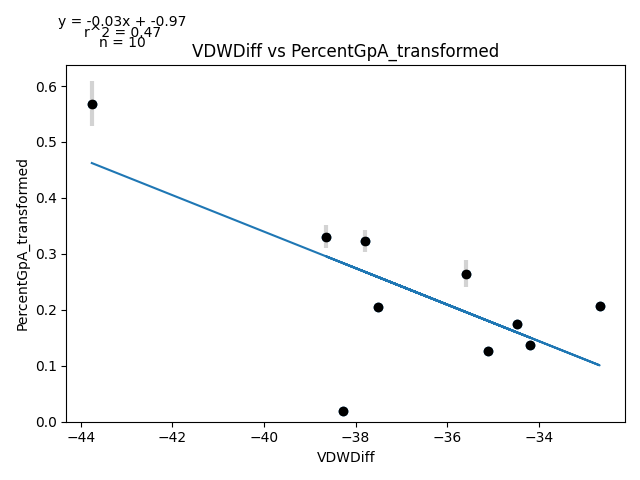 y = -0.03x + -0.97
r^2 = 0.47
n = 10
VDWDiff vs PercentGpA_transformed
PercentGpA_transformed
0.6
0.5
0.4
0.3
0.2
0.1
0.0
−44 −42 −40 −38 −36 −34
VDWDiff